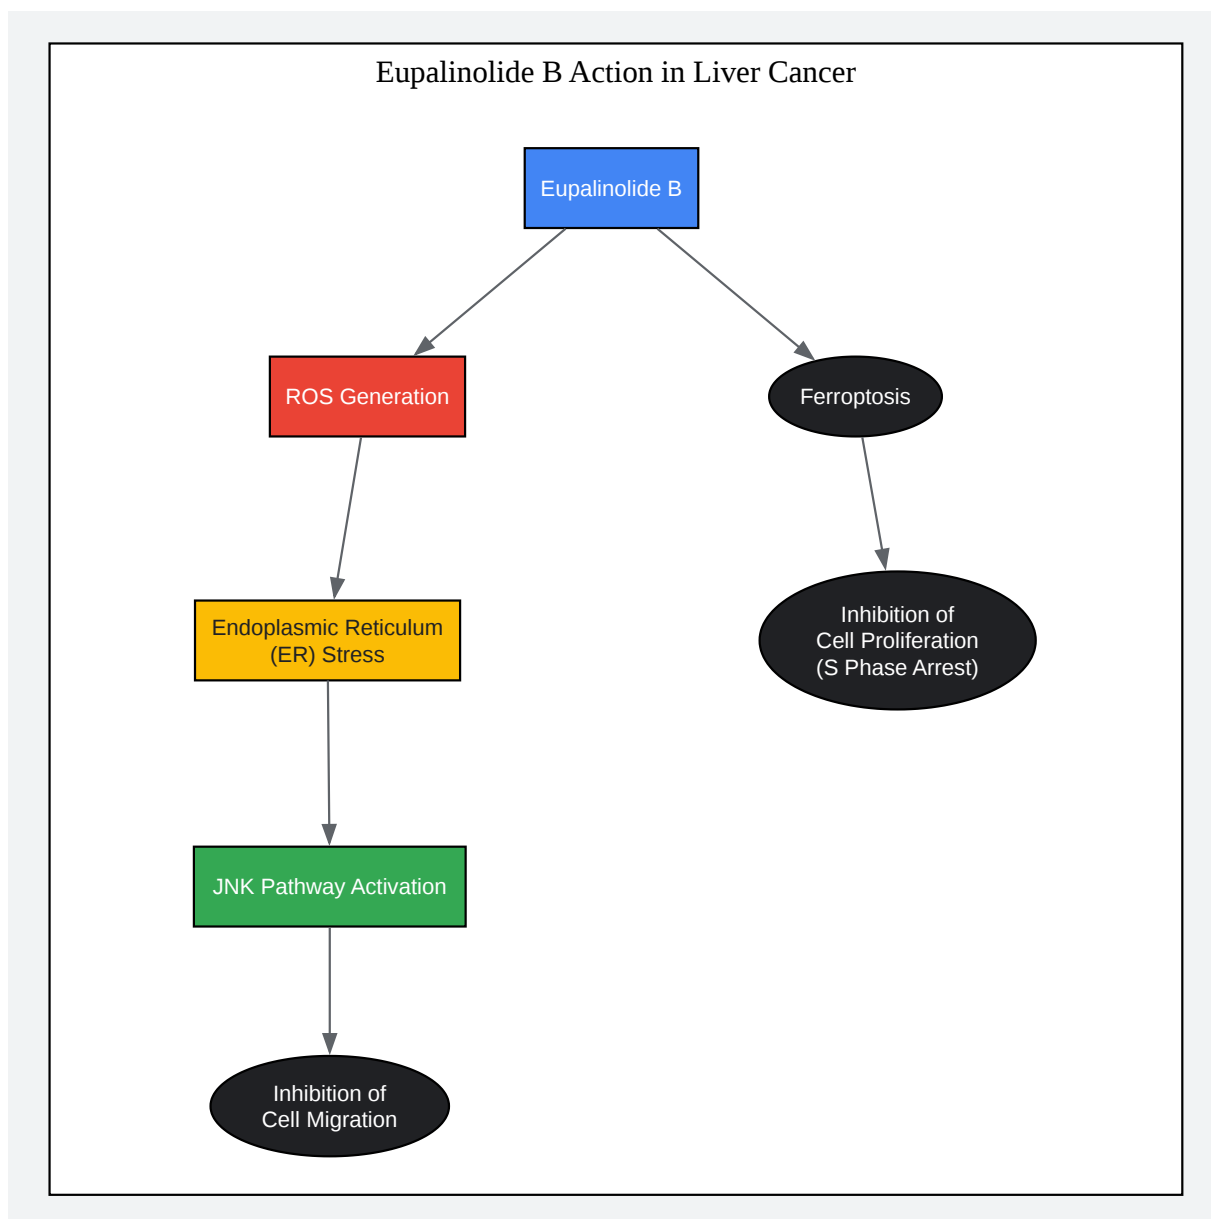 Eupalinolide B Action in Liver Cancer
Eupalinolide B
ROS Generation
Ferroptosis
Endoplasmic Reticulum
(ER) Stress
Inhibition of
Cell Proliferation
(S Phase Arrest)
JNK Pathway Activation
Inhibition of
Cell Migration